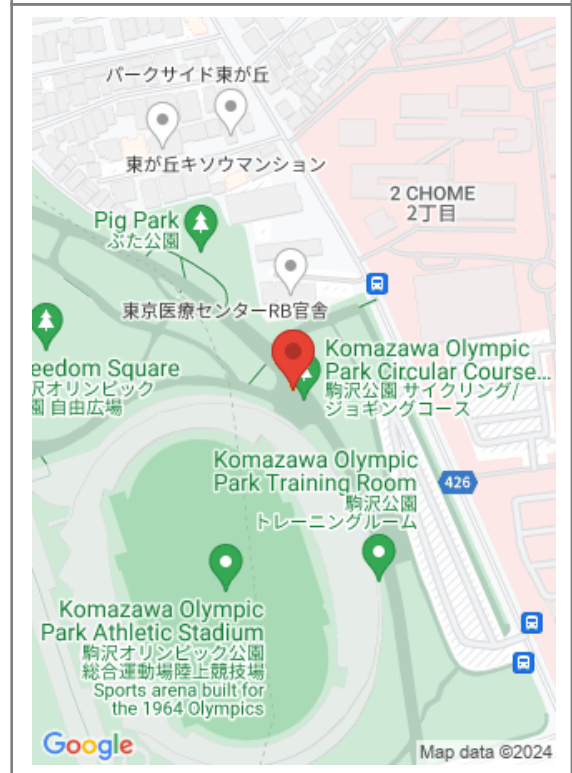 パークサイド東が丘
東が丘キソウマンション
2 CHOME
2丁目
Pig Park
ぶた公園
東京医療センターRB官舎
eedom Square
沢オリンピック
園 自由広場
Komazawa Olympic
Park Circular Course...
駒沢公園 サイクリング/
ジョギングコース
Komazawa Olympic
Park Training Room
駒沢公園
トレーニングルーム
426
Komazawa Olympic
Park Athletic Stadium
駒沢オリンピック公園
総合運動場陸上競技場
Sports arena built for
the 1964 Olympics
Google
Map data ©2024